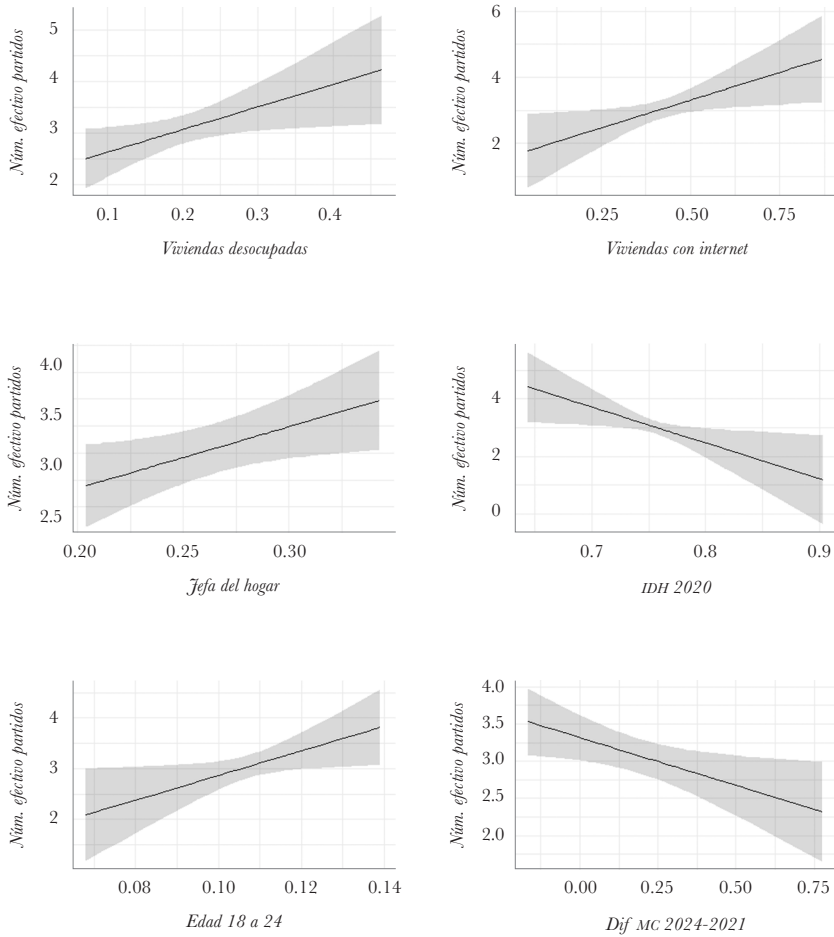 Núm. efectivo partidos
5
4
3
2
0.1 0.2 0.3 0.4
Viviendas desocupadas
Núm. efectivo partidos
6
4
2
0.25 0.50 0.75
Viviendas con internet
Núm. efectivo partidos
4.0
3.5
3.0
2.5
0.20 0.25 0.30
Jefa del hogar
Núm. efectivo partidos
4
2
0
0.7 0.8 0.9
IDH 2020
Núm. efectivo partidos
4
3
2
0.08 0.10 0.12 0.14
Edad 18 a 24
Núm. efectivo partidos
4.0
3.5
3.0
2.5
2.0
0.00 0.25 0.50 0.75
Dif MC 2024-2021